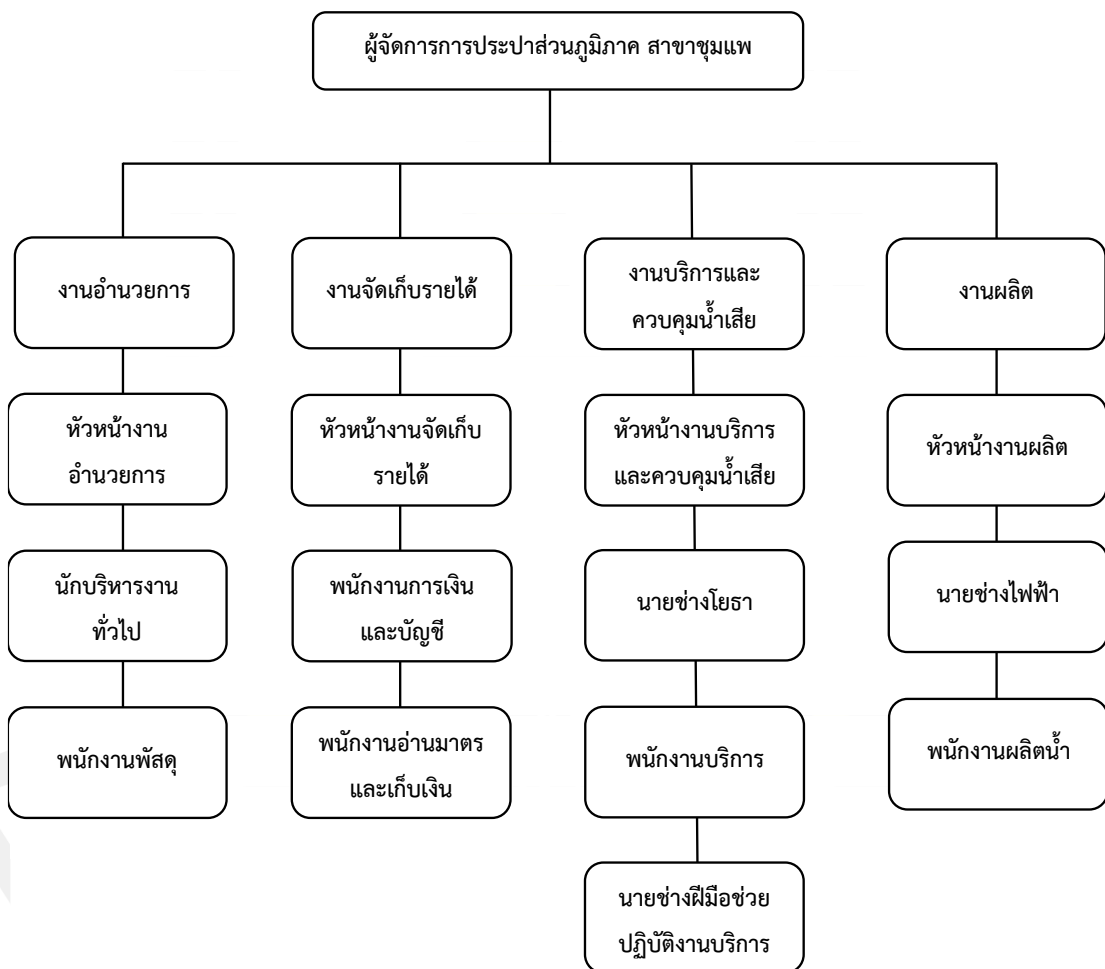 ผู้จัดการการประปาส่วนภูมิภาค สาขาชุมแพ
งานอำนวยการ
งานจัดเก็บรายได้
งานบริการและ
ควบคุมน้ำเสีย
งานผลิต
หัวหน้างาน
อำนวยการ
หัวหน้างานจัดเก็บ
รายได้
หัวหน้างานบริการ
และควบคุมน้ำเสีย
หัวหน้างานผลิต
นักบริหารงาน
ทั่วไป
พนักงานการเงิน
และบัญชี
นายช่างโยธา
นายช่างไฟฟ้า
พนักงานพัสดุ
พนักงานอ่านมาตร
และเก็บเงิน
พนักงานบริการ
พนักงานผลิตน้ำ
นายช่างฝีมือช่วย
ปฏิบัติงานบริการ